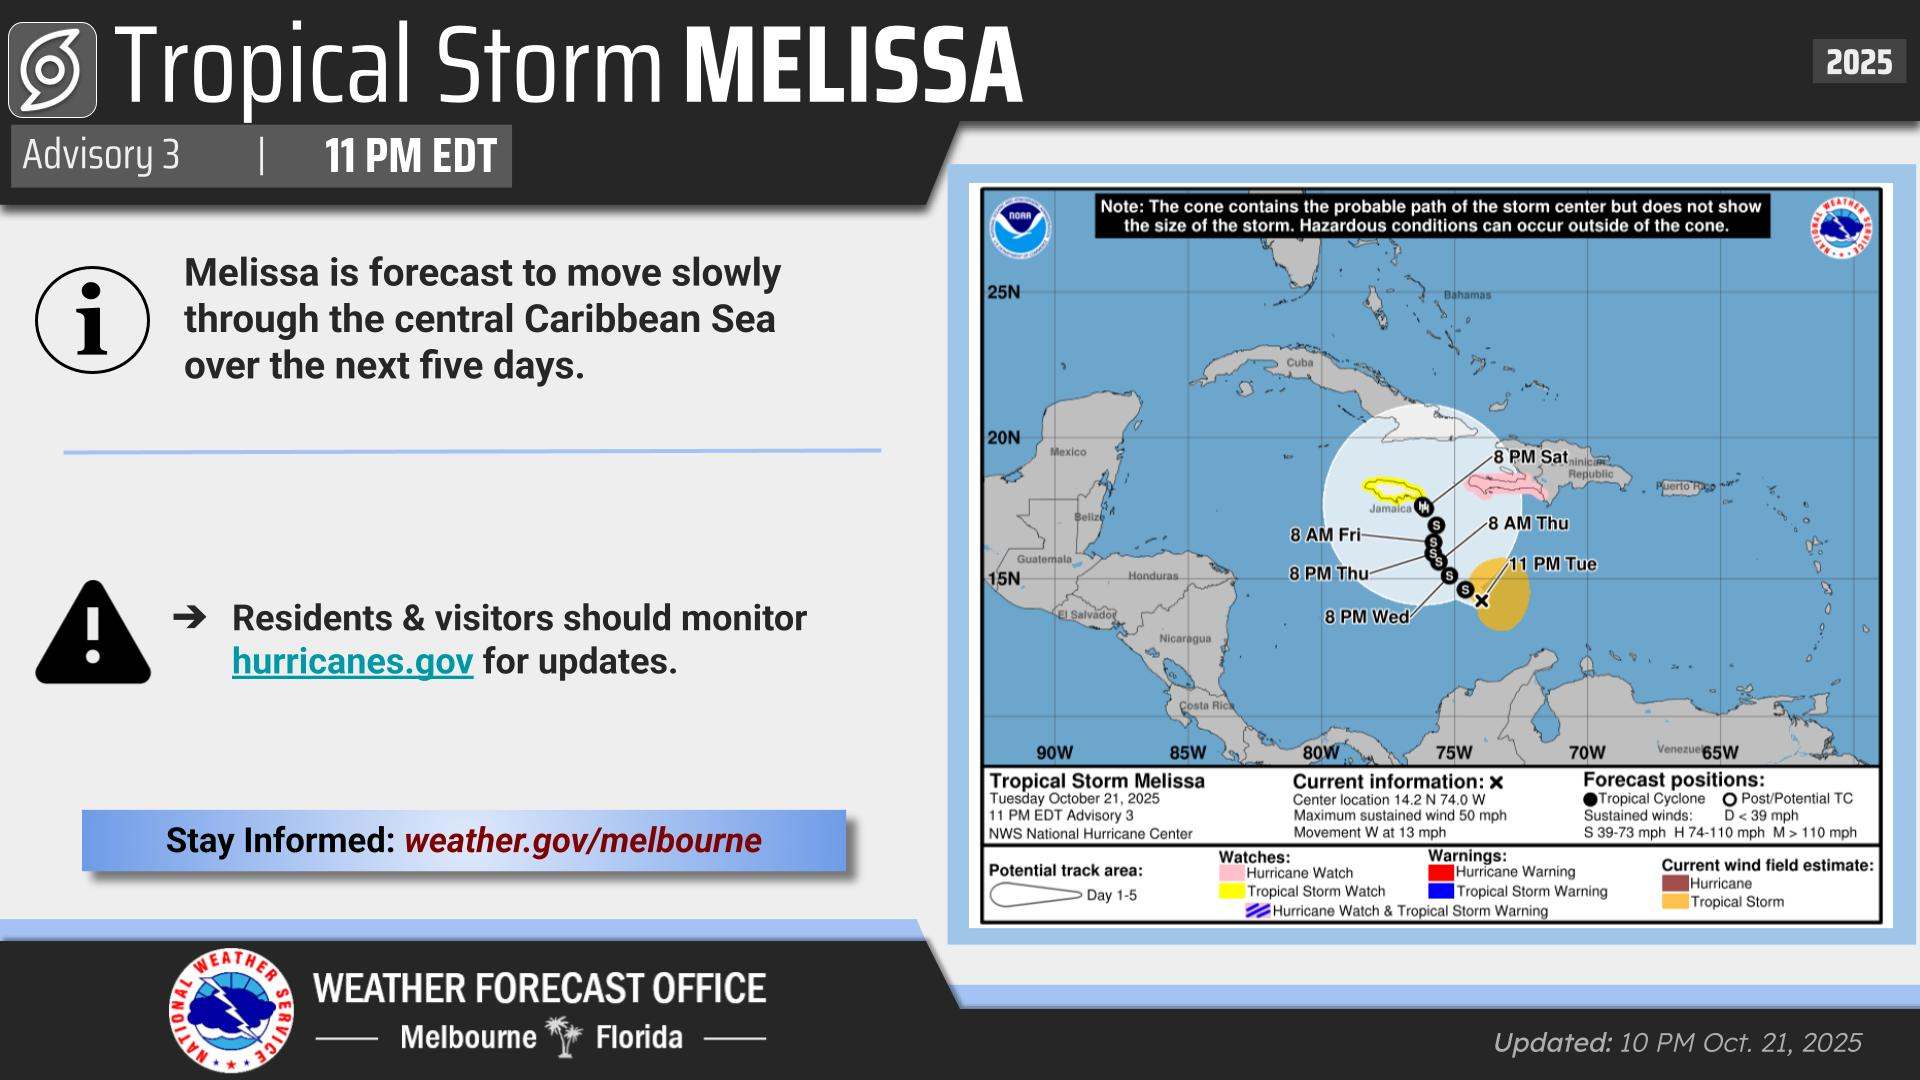 Tropical Storm MELISSA
2025
Advisory 3 | 11 PM EDT
Melissa is forecast to move slowly
through the central Caribbean Sea
over the next five days.
➔ Residents & visitors should monitor
hurricanes.gov for updates.
Stay Informed: weather.gov/melbourne
Note: The cone contains the probable path of the storm center but does not show
the size of the storm. Hazardous conditions can occur outside of the cone.
NOAA
NATIONAL WEATHER SERVICE
25N
Bahamas
Cuba
20N
Mexico
8 PM Sat
Republic
Puerto Rico
Jamaica
Belize
8 AM Thu
8 AM Fri
H
S
S
S
S
S
S
Guatemala
11 PM Tue
8 PM Thu
Honduras
15N
El Salvador
8 PM Wed
Nicaragua
Costa Rica
90W 85W 80W 75W 70W 65W
Venezuela
Tropical Storm Melissa
Tuesday October 21, 2025
11 PM EDT Advisory 3
NWS National Hurricane Center
Current information: ✖
Center location 14.2 N 74.0 W
Maximum sustained wind 50 mph
Movement W at 13 mph
Forecast positions:
Tropical Cyclone Post/Potential TC
Sustained winds: D < 39 mph
S 39-73 mph H 74-110 mph M > 110 mph
Potential track area:
Day 1-5
Watches:
Hurricane Watch
Tropical Storm Watch
Warnings:
Hurricane Warning
Tropical Storm Warning
Hurricane Watch & Tropical Storm Warning
Current wind field estimate:
Hurricane
Tropical Storm
NATIONAL WEATHER SERVICE
WEATHER FORECAST OFFICE
Melbourne Florida
Updated: 10 PM Oct. 21, 2025